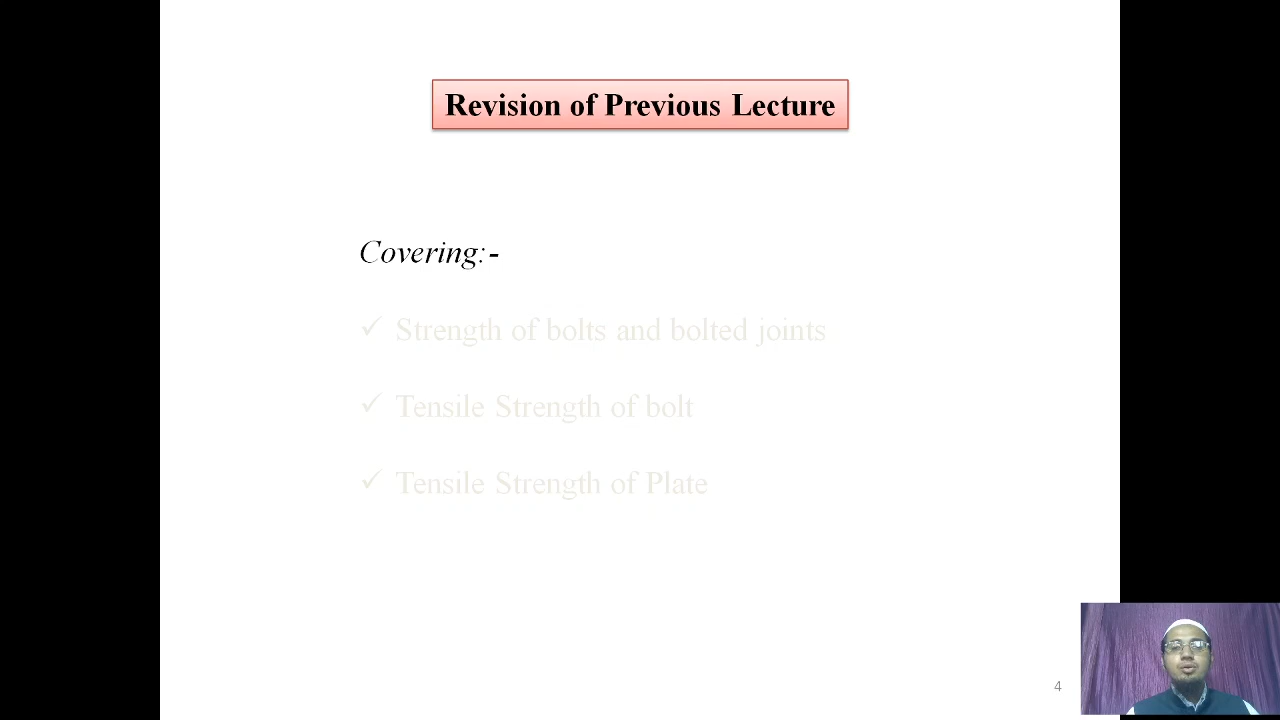 Revision of Previous Lecture
Covering:-
✓ Strength of bolts and bolted joints
✓ Tensile Strength of bolt
✓ Tensile Strength of Plate
4